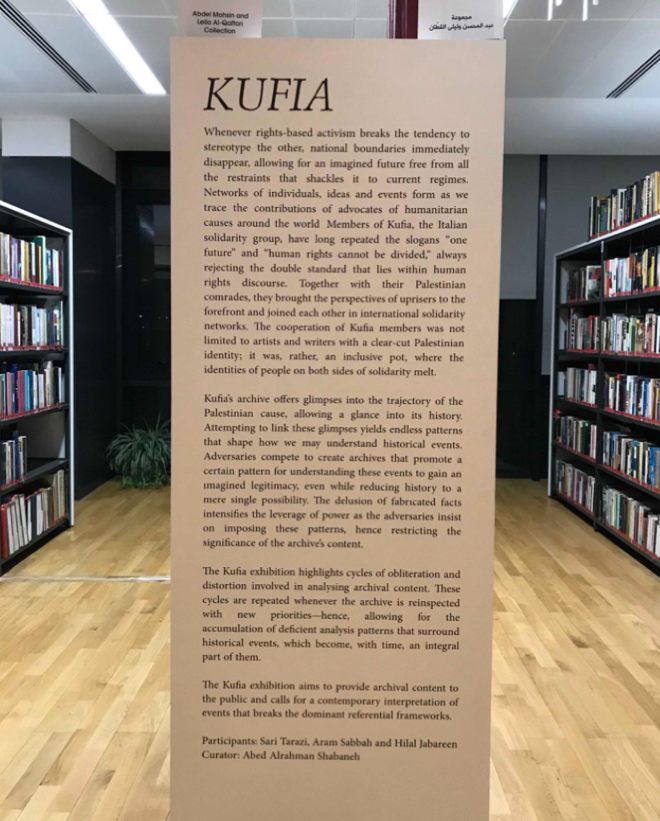 Abdel Mohsin and
Leila Al-Qattan
Collection
مجموعة
عبد المحسن وليلى القطان
KUFIA
Whenever rights-based activism breaks the tendency to
stereotype the other, national boundaries immediately
disappear, allowing for an imagined future free from all
the restraints that shackles it to current regimes.
Networks of individuals, ideas and events form as we
trace the contributions of advocates of humanitarian
causes around the world Members of Kufia, the Italian
solidarity group, have long repeated the slogans “one
future” and “human rights cannot be divided,” always
rejecting the double standard that lies within human
rights discourse. Together with their Palestinian
comrades, they brought the perspectives of uprisers to the
forefront and joined each other in international solidarity
networks. The cooperation of Kufia members was not
limited to artists and writers with a clear-cut Palestinian
identity; it was, rather, an inclusive pot, where the
identities of people on both sides of solidarity melt.
Kufia’s archive offers glimpses into the trajectory of the
Palestinian cause, allowing a glance into its history.
Attempting to link these glimpses yields endless patterns
that shape how we may understand historical events.
Adversaries compete to create archives that promote a
certain pattern for understanding these events to gain an
imagined legitimacy, even while reducing history to a
mere single possibility. The delusion of fabricated facts
intensifies the leverage of power as the adversaries insist
on imposing these patterns, hence restricting the
significance of the archive’s content.
The Kufia exhibition highlights cycles of obliteration and
distortion involved in analysing archival content. These
cycles are repeated whenever the archive is reinspected
with new priorities—hence, allowing for the
accumulation of deficient analysis patterns that surround
historical events, which become, with time, an integral
part of them.
The Kufia exhibition aims to provide archival content to
the public and calls for a contemporary interpretation of
events that breaks the dominant referential frameworks.
Participants: Sari Tarazi, Aram Sabbah and Hilal Jabareen
Curator: Abed Alrahman Shabaneh